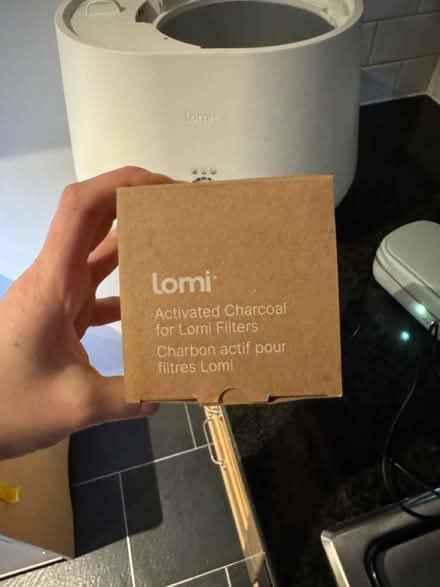 Lomi
lomi
Activated Charcoal
for Lomi Filters
Charbon actif pour
filtres Lomi